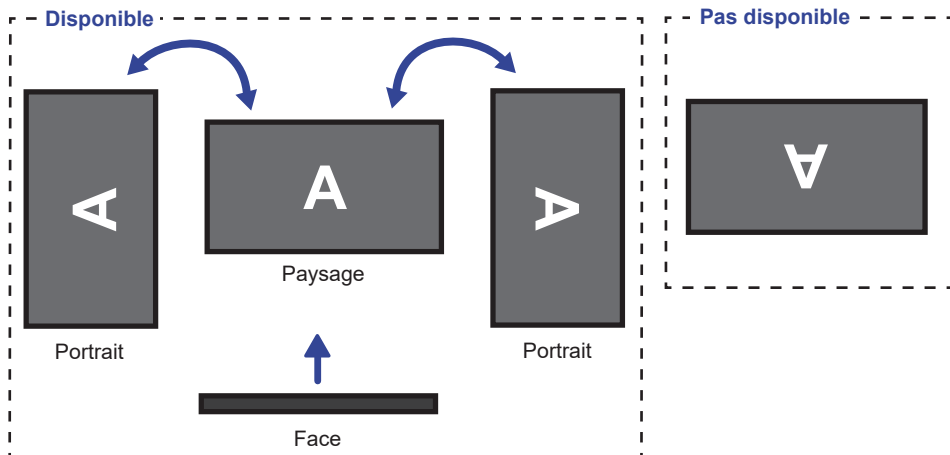 Disponible
Pas disponible
A
A
A
A
Paysage
Portrait
Portrait
Face